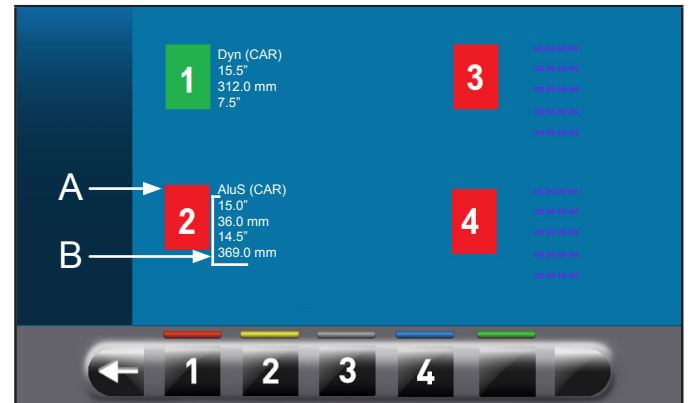 1
Dyn (CAR)
15.5"
312.0 mm
7.5"
3
A
2
AluS (CAR)
15.0"
36.0 mm
14.5"
369.0 mm
B
4
1 2 3 4